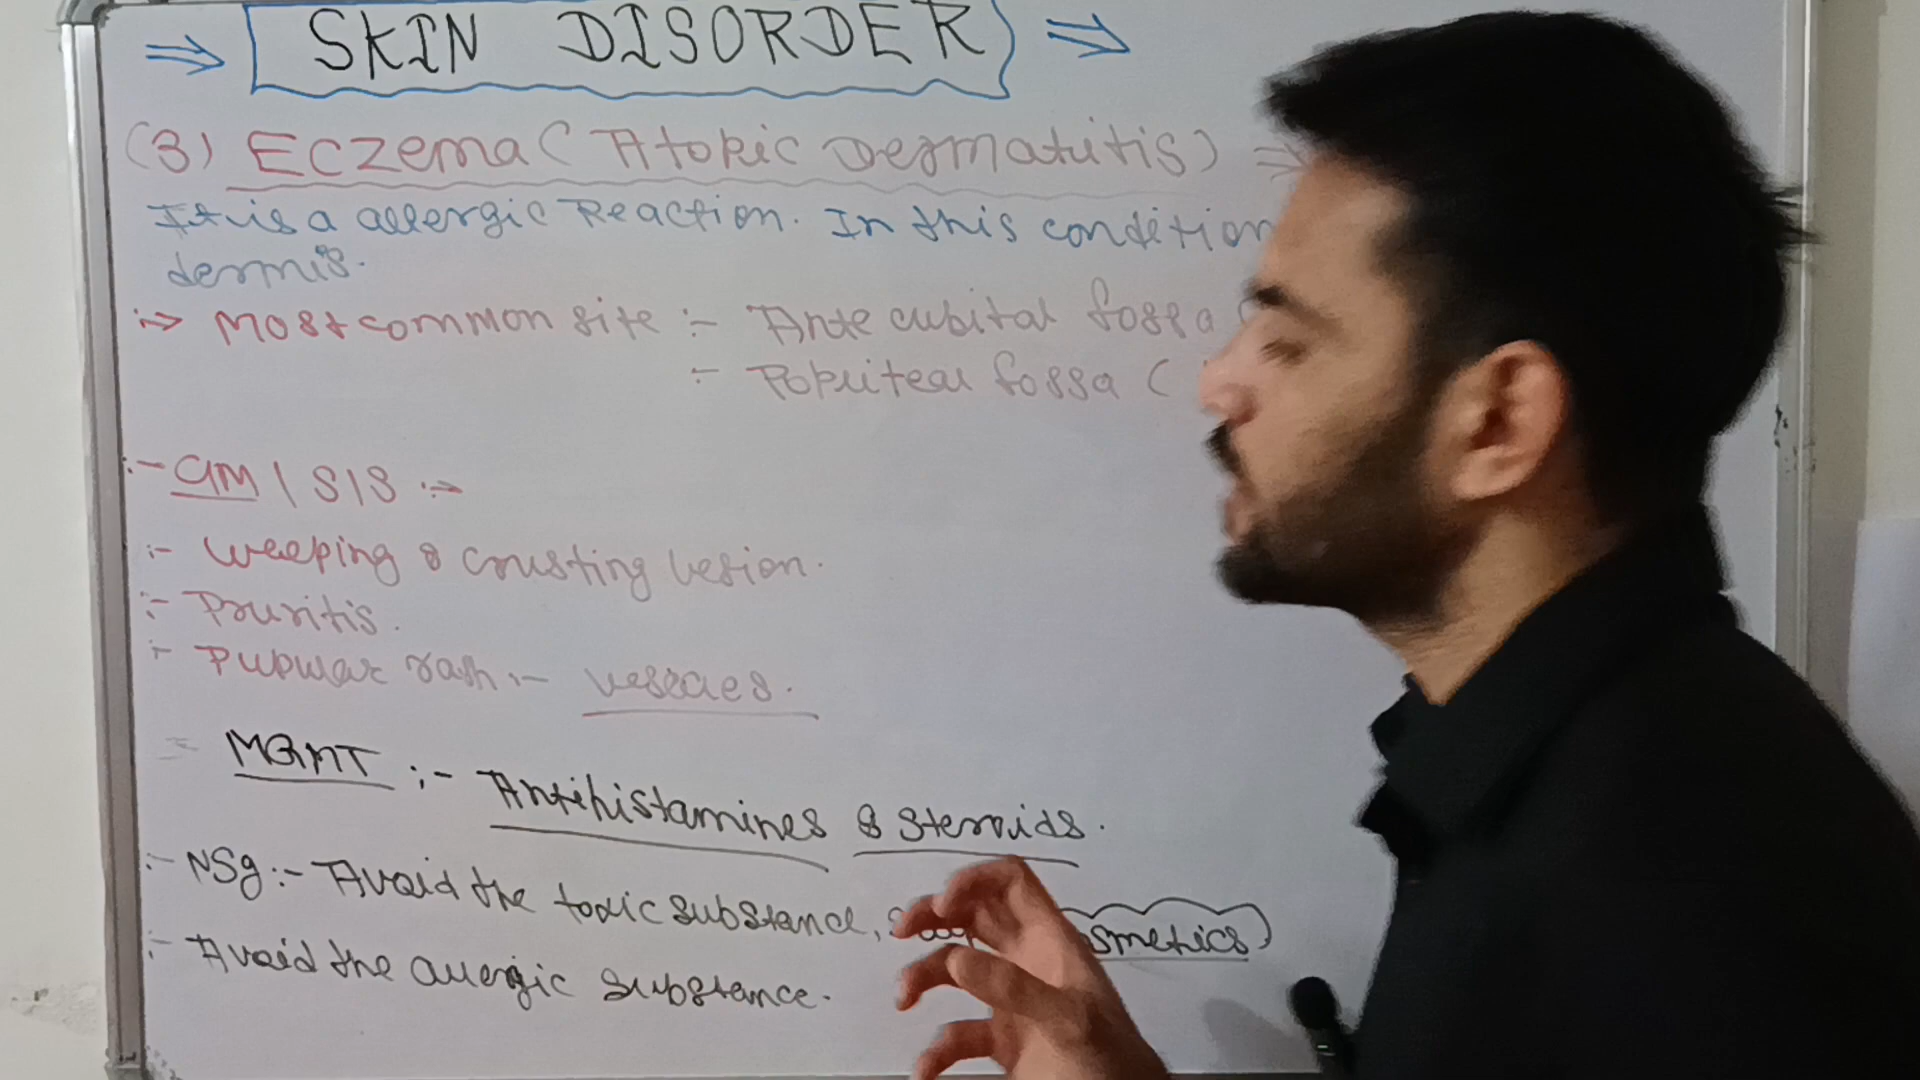 ⇒ SKIN DISORDER ⇒
(3) Eczema ( Atopic Dermatitis) ⇒
It is a allergic Reaction. In this condition
dermis.
:-> Most common site :- Ante cubital fossa
:- Popliteal fossa (
:- CM | S|S :->
:- weeping & crusting lesion.
:- Pruritis.
:- Pupular rash :- vesicles.
MGMT :- Antihistamines & steroids.
:- NSg :- Avoid the toxic substance, cosmetics)
:- Avoid the allergic substance.